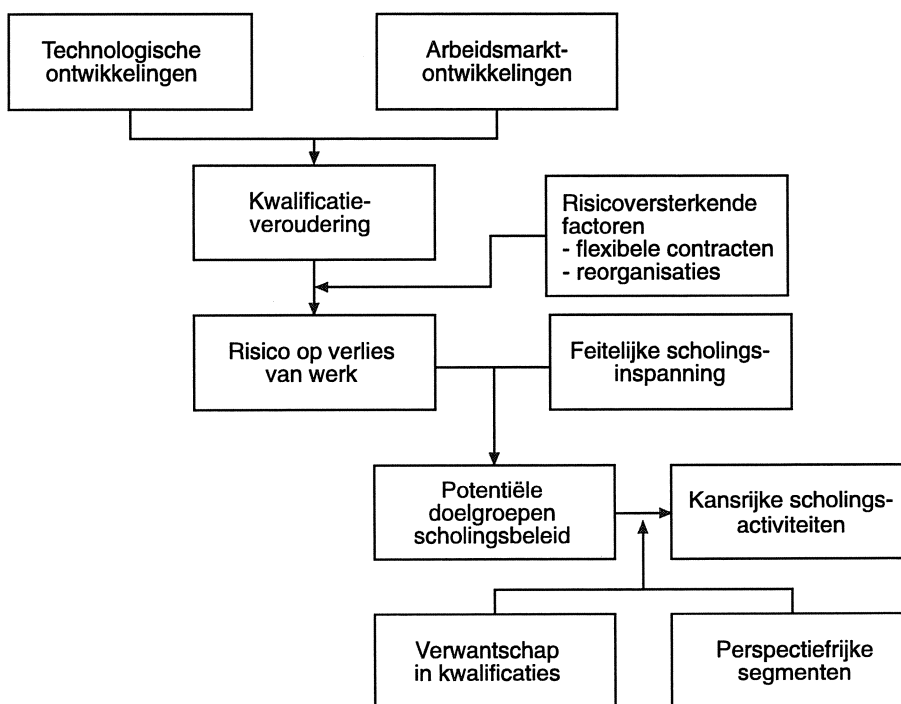 Technologische
ontwikkelingen
Arbeidsmarkt-
ontwikkelingen
Kwalificatie-
veroudering
Risicoversterkende
factoren
- flexibele contracten
- reorganisaties
Risico op verlies
van werk
Feitelijke scholings-
inspanning
Potentiële
doelgroepen
scholingsbeleid
Kansrijke scholings-
activiteiten
Verwantschap
in kwalificaties
Perspectiefrijke
segmenten